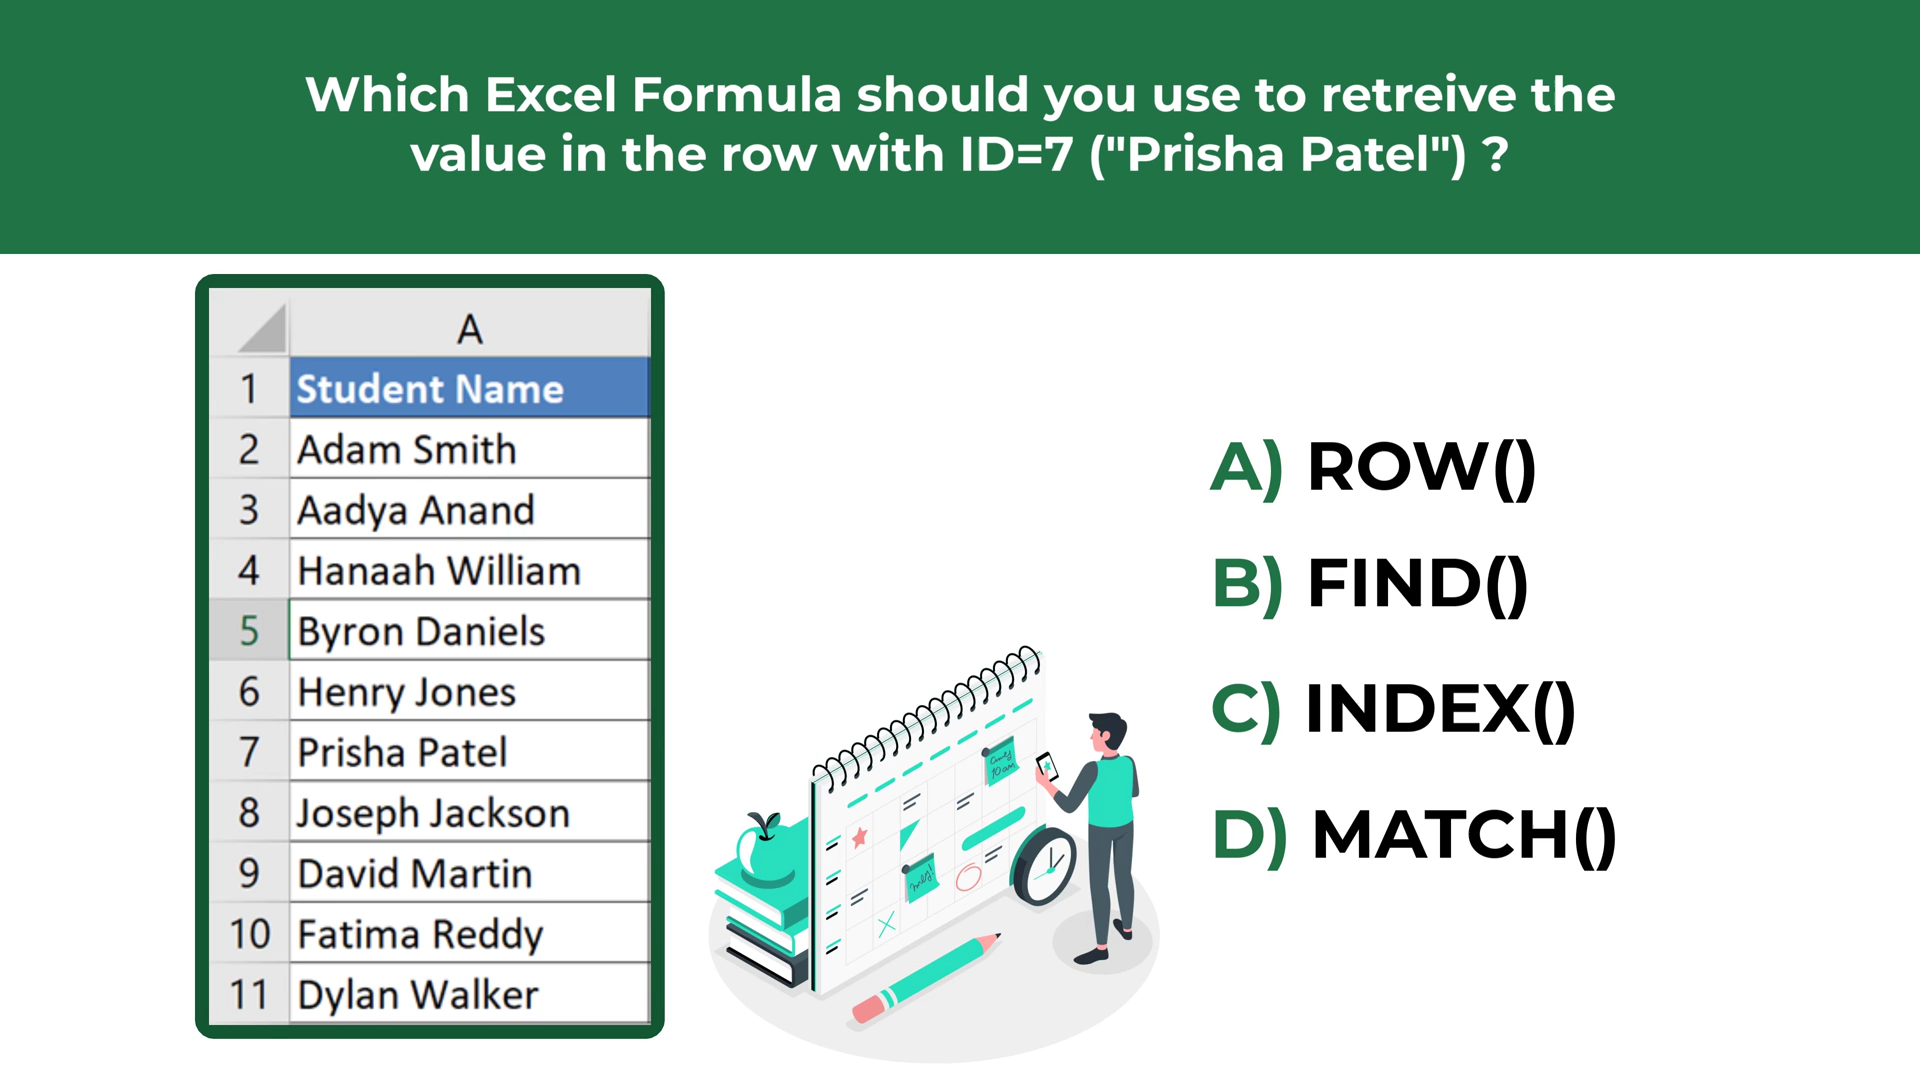 Which Excel Formula should you use to retreive the
value in the row with ID=7 ("Prisha Patel") ?
A
1 Student Name
2 Adam Smith
3 Aadya Anand
4 Hanaah William
5 Byron Daniels
6 Henry Jones
7 Prisha Patel
8 Joseph Jackson
9 David Martin
10 Fatima Reddy
11 Dylan Walker
10 am
A) ROW()
B) FIND()
C) INDEX()
D) MATCH()